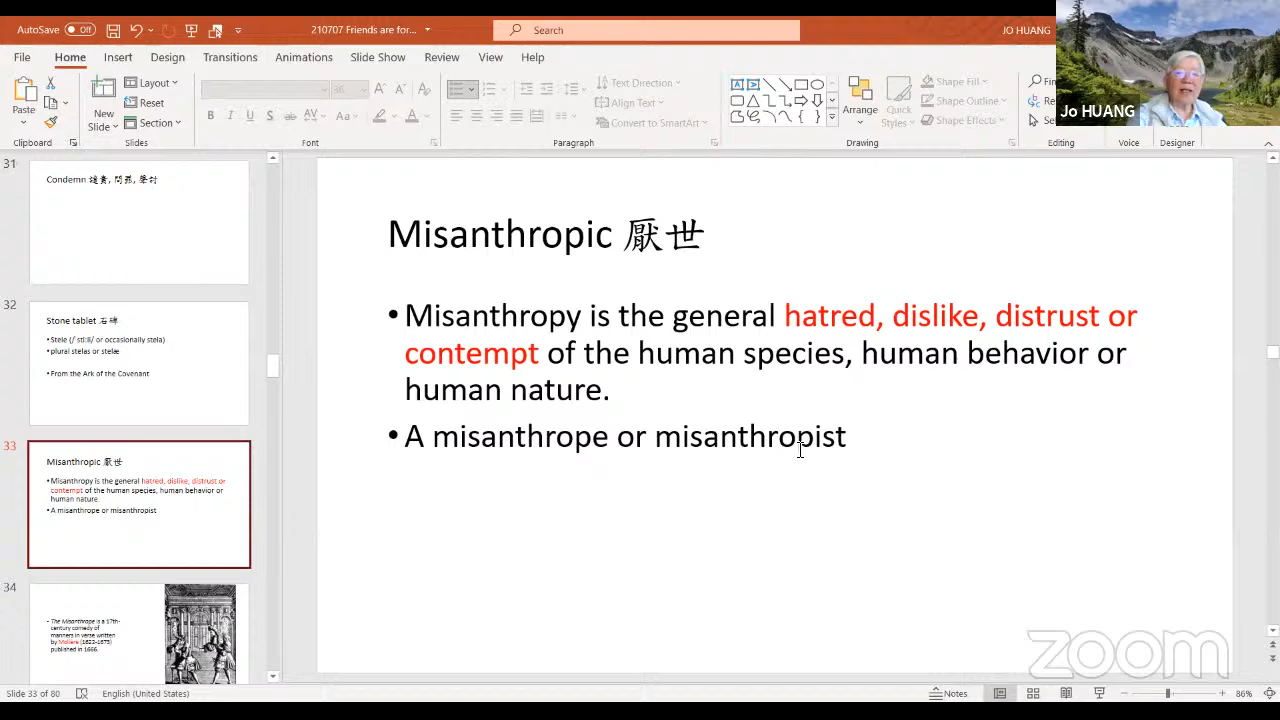 AutoSave Off
210707 Friends are for...
Search
JO HUANG
File Home Insert Design Transitions Animations Slide Show Review View Help
Paste
New
Slide
Layout
Reset
Section
36
Text Direction
Align Text
Convert to SmartArt
Arrange
Quick
Styles
Shape Fill
Shape Outline
Shape Effects
Clipboard
Slides
Font
Paragraph
Drawing
Editing
Voice
Designer
Jo HUANG
31
Condemn 譴責, 問罪, 聲討
32
Stone tablet 石碑
•plural stelas or stelæ
•From the Ark of the Covenant
33
Misanthropic 厭世
•Misanthropy is the general hatred, dislike, distrust or
contempt of the human species, human behavior or
human nature.
•A misanthrope or misanthropist
34
• The Misanthrope is a 17th-
century comedy of
manners in verse written
by Molière (1622-1673)
published in 1666.
Misanthropic 厭世
•Misanthropy is the general hatred, dislike, distrust or
contempt of the human species, human behavior or
human nature.
•A misanthrope or misanthropist
zoom
Slide 33 of 80
English (United States)
Notes
86%